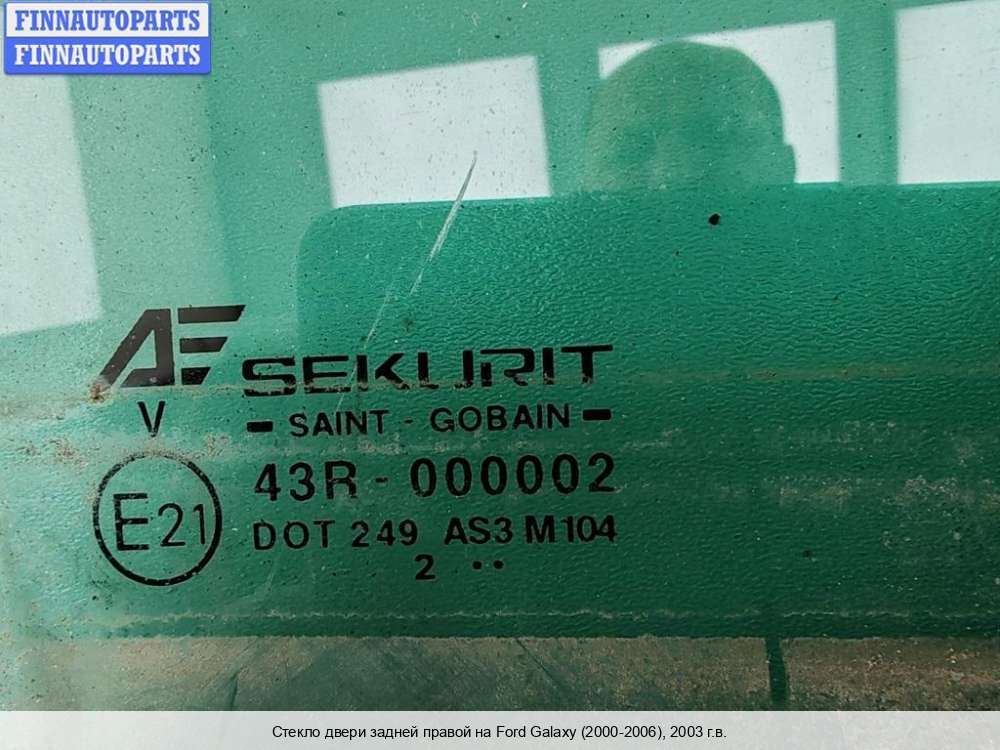 FINNAUTOPARTS
FINNAUTOPARTS
AE SEKURIT
V
SAINT - GOBAIN
43R - 000002
E21
DOT 249 AS3 M104
2 ··
Стекло двери задней правой на Ford Galaxy (2000-2006), 2003 г.в.